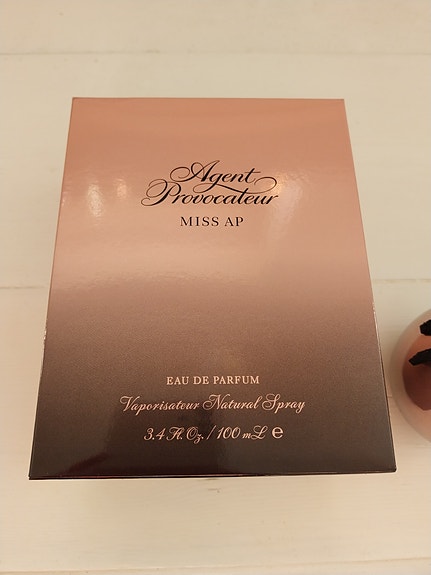 Agent
Provocateur
MISS AP
EAU DE PARFUM
Vaporisateur Natural Spray
3.4 Fl. Oz. / 100 mL ℮